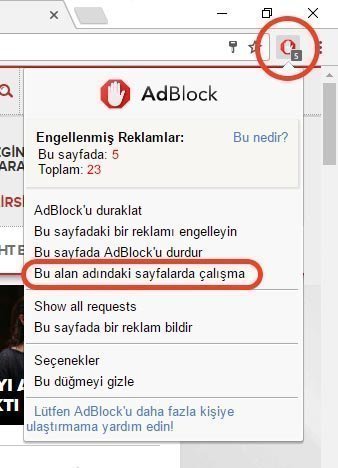 5
AdBlock
Engellenmiş Reklamlar: Bu nedir?
Bu sayfada: 5
Toplam: 23
AdBlock'u duraklat
Bu sayfadaki bir reklamı engelleyin
Bu sayfada AdBlock'u durdur
Bu alan adındaki sayfalarda çalışma
Show all requests
Bu sayfada bir reklam bildir
Seçenekler
Bu düğmeyi gizle
Lütfen AdBlock'u daha fazla kişiye
ulaştırmama yardım edin!